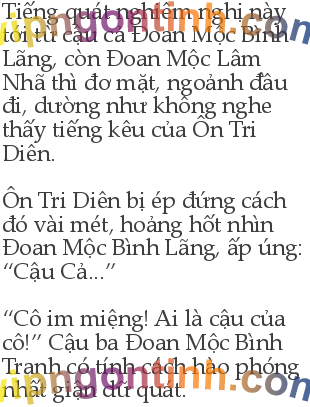 Tiếng quát nghiêm nghị này
tới từ cậu cả Đoan Mộc Bình
Lãng, còn Đoan Mộc Lâm
Nhã thì đơ mặt, ngoảnh đầu
đi, dường như không nghe
thấy tiếng kêu của Ôn Tri
Diên.
Ôn Tri Diên bị ép đứng cách
đó vài mét, hoảng hốt nhìn
Đoan Mộc Bình Lãng, ấp úng:
“Cậu Cả...”
“Cô im miệng! Ai là cậu của
cô!” Cậu ba Đoan Mộc Bình
Tranh có tính cách hào phóng
nhất giận dữ quát.
vipngontinh.com
vipngontinh.com